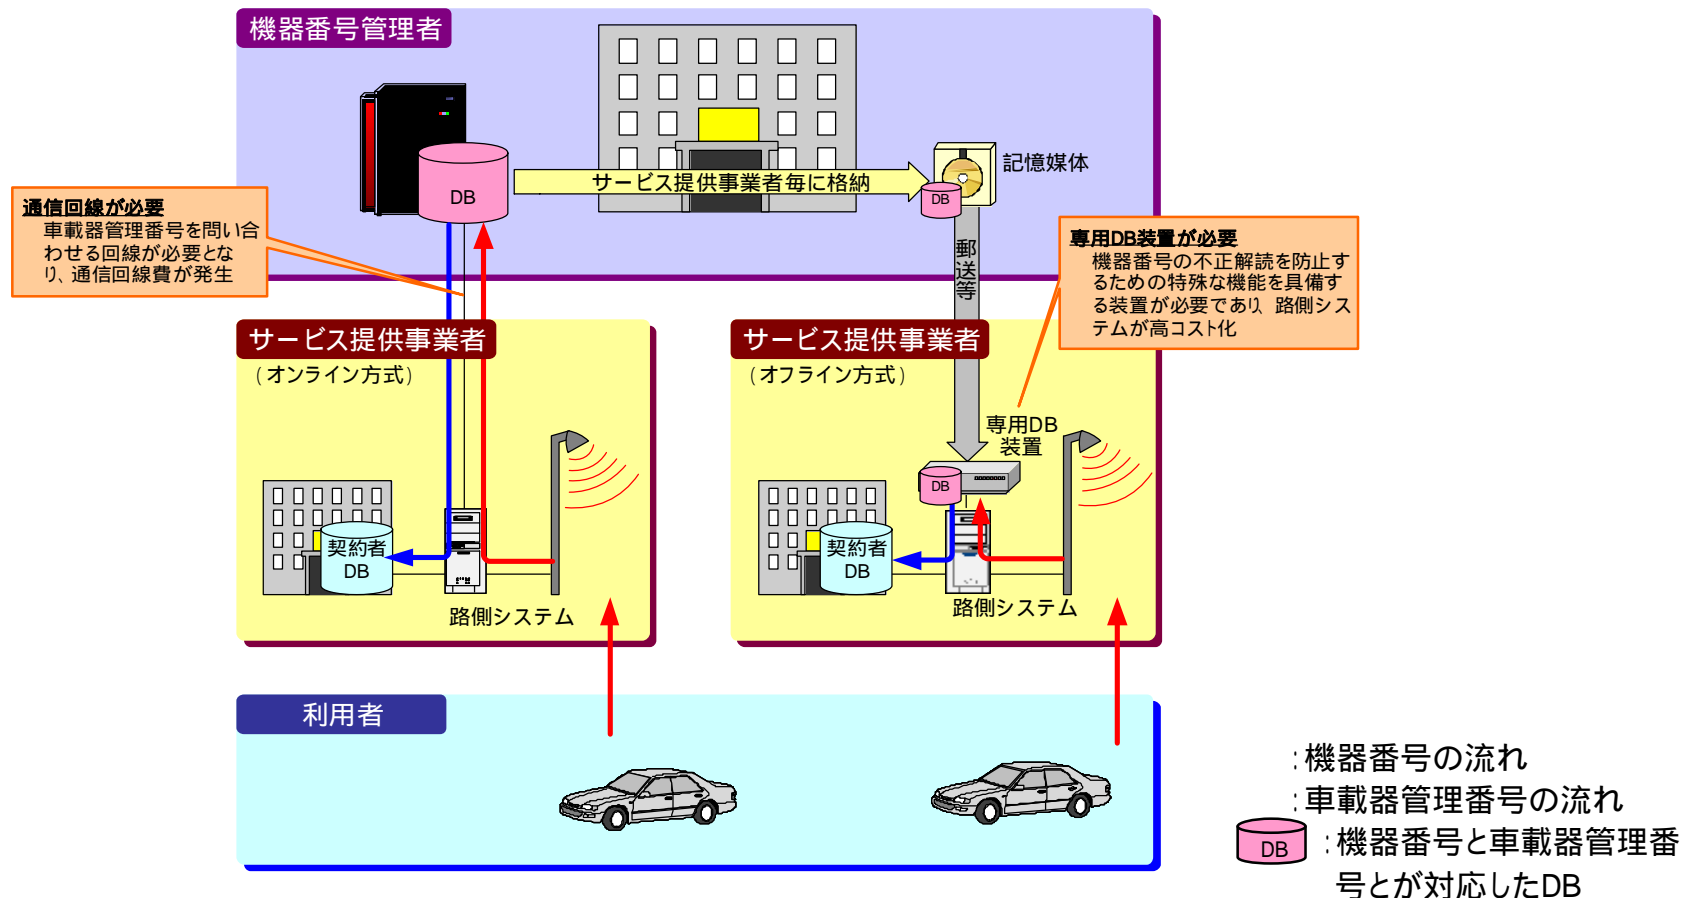 機器番号管理者
記憶媒体
DB
サービス提供事業者毎に格納
DB
通信回線が必要
車載器管理番号を問い合
わせる回線が必要とな
り、通信回線費が発生
郵送等
専用DB装置が必要
機器番号の不正解読を防止す
るための特殊な機能を具備す
る装置が必要であり、路側シス
テムが高コスト化
サービス提供事業者
(オンライン方式)
契約者
DB
路側システム
サービス提供事業者
(オフライン方式)
専用DB
装置
DB
契約者
DB
路側システム
利用者
:機器番号の流れ
:車載器管理番号の流れ
DB
:機器番号と車載器管理番
号とが対応したDB